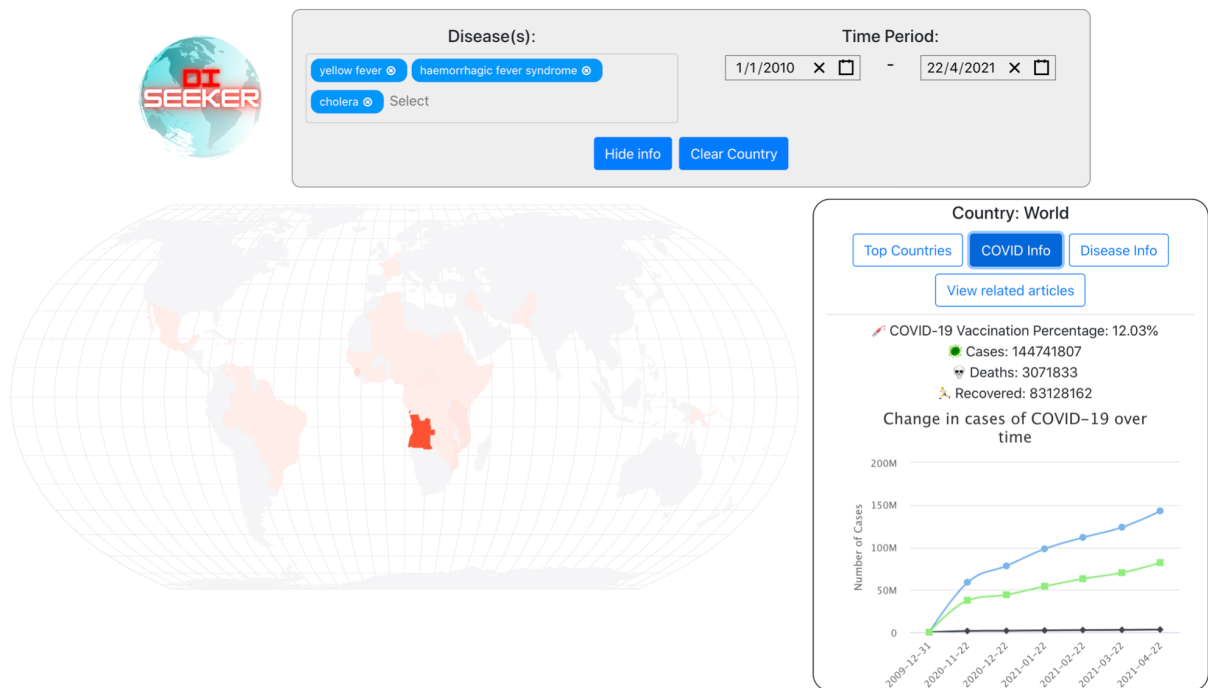 DI
SEEKER
Disease(s):
yellow fever
haemorrhagic fever syndrome
cholera
Select
Time Period:
1/1/2010
-
22/4/2021
Hide info
Clear Country
Country: World
Top Countries
COVID Info
Disease Info
View related articles
COVID-19 Vaccination Percentage: 12.03%
Cases: 144741807
Deaths: 3071833
Recovered: 83128162
Change in cases of COVID-19 over
time
Number of Cases
200M
150M
100M
50M
0
2009-12-31
2020-11-22
2020-12-22
2021-01-22
2021-02-22
2021-03-22
2021-04-22